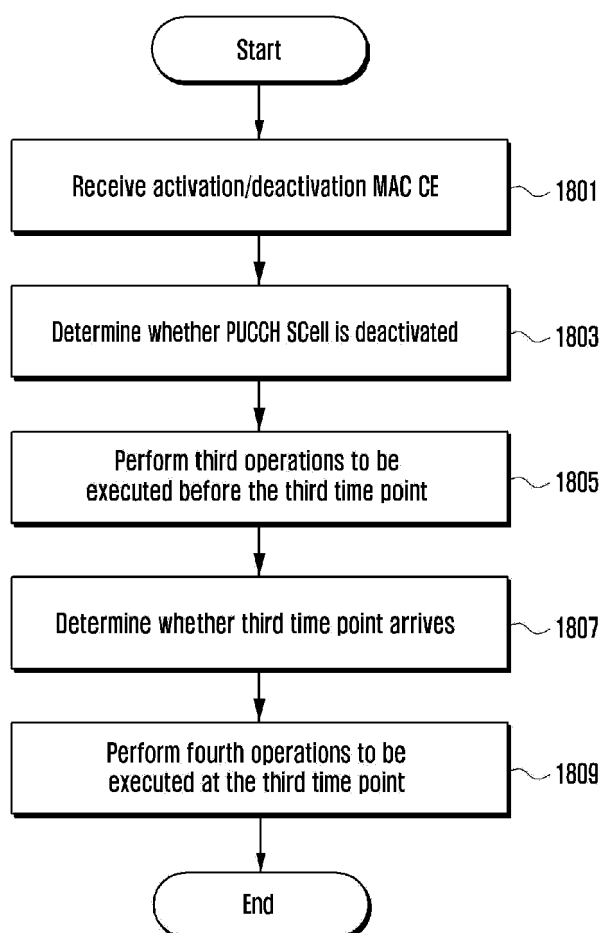 Start
Receive activation/deactivation MAC CE
1801
Determine whether PUCCH SCell is deactivated
1803
Perform third operations to be
executed before the third time point
1805
Determine whether third time point arrives
1807
Perform fourth operations to be
executed at the third time point
1809
End